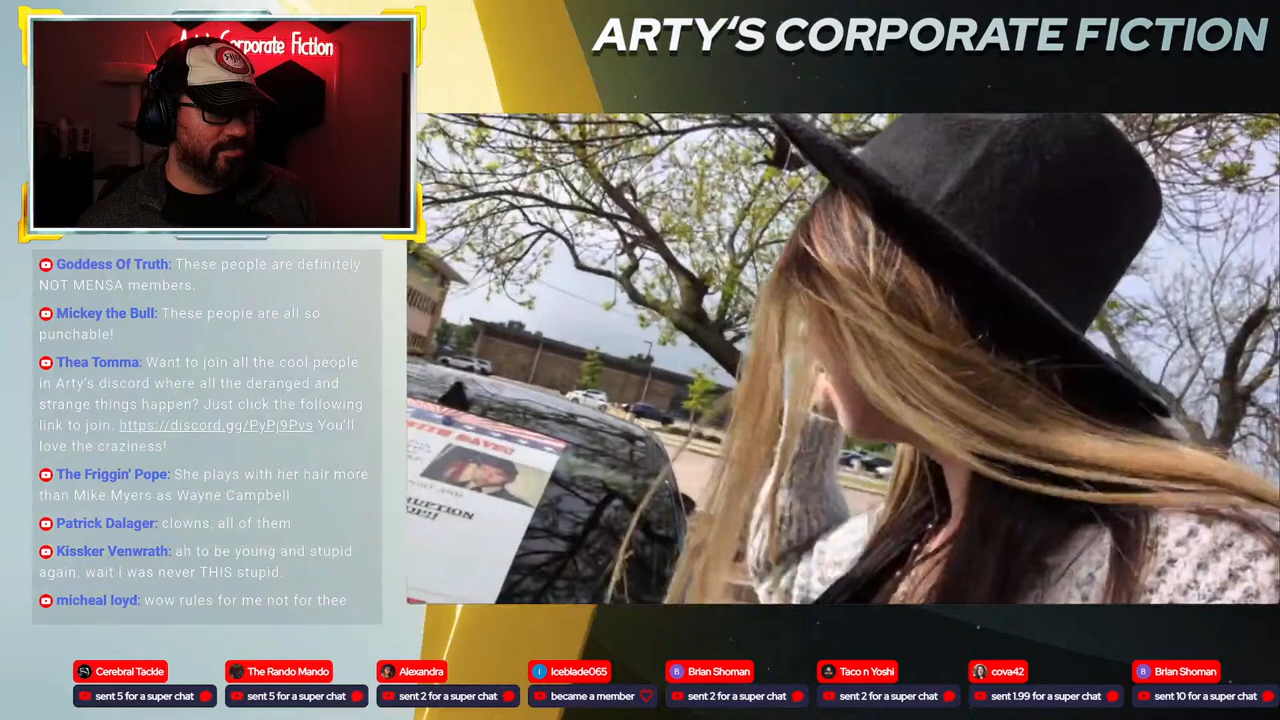 ARTY'S CORPORATE FICTION
Arty's Corporate Fiction
Goddess Of Truth: These people are definitely
NOT MENSA members.
Mickey the Bull: These people are all so
punchable!
Thea Tomma: Want to join all the cool people
in Arty's discord where all the deranged and
strange things happen? Just click the following
link to join. https://discord.gg/PyPj9Pvs You'll
love the craziness!
The Friggin' Pope: She plays with her hair more
than Mike Myers as Wayne Campbell
Patrick Dalager: clowns, all of them
Kissker Venwrath: ah to be young and stupid
again. wait i was never THIS stupid.
micheal loyd: wow rules for me not for thee
Cerebral Tackle
sent 5 for a super chat
The Rando Mando
sent 5 for a super chat
Alexandra
sent 2 for a super chat
I
Iceblade065
became a member
B
Brian Shoman
sent 2 for a super chat
Taco n Yoshi
sent 2 for a super chat
cova42
sent 1.99 for a super chat
B
Brian Shoman
sent 10 for a super chat